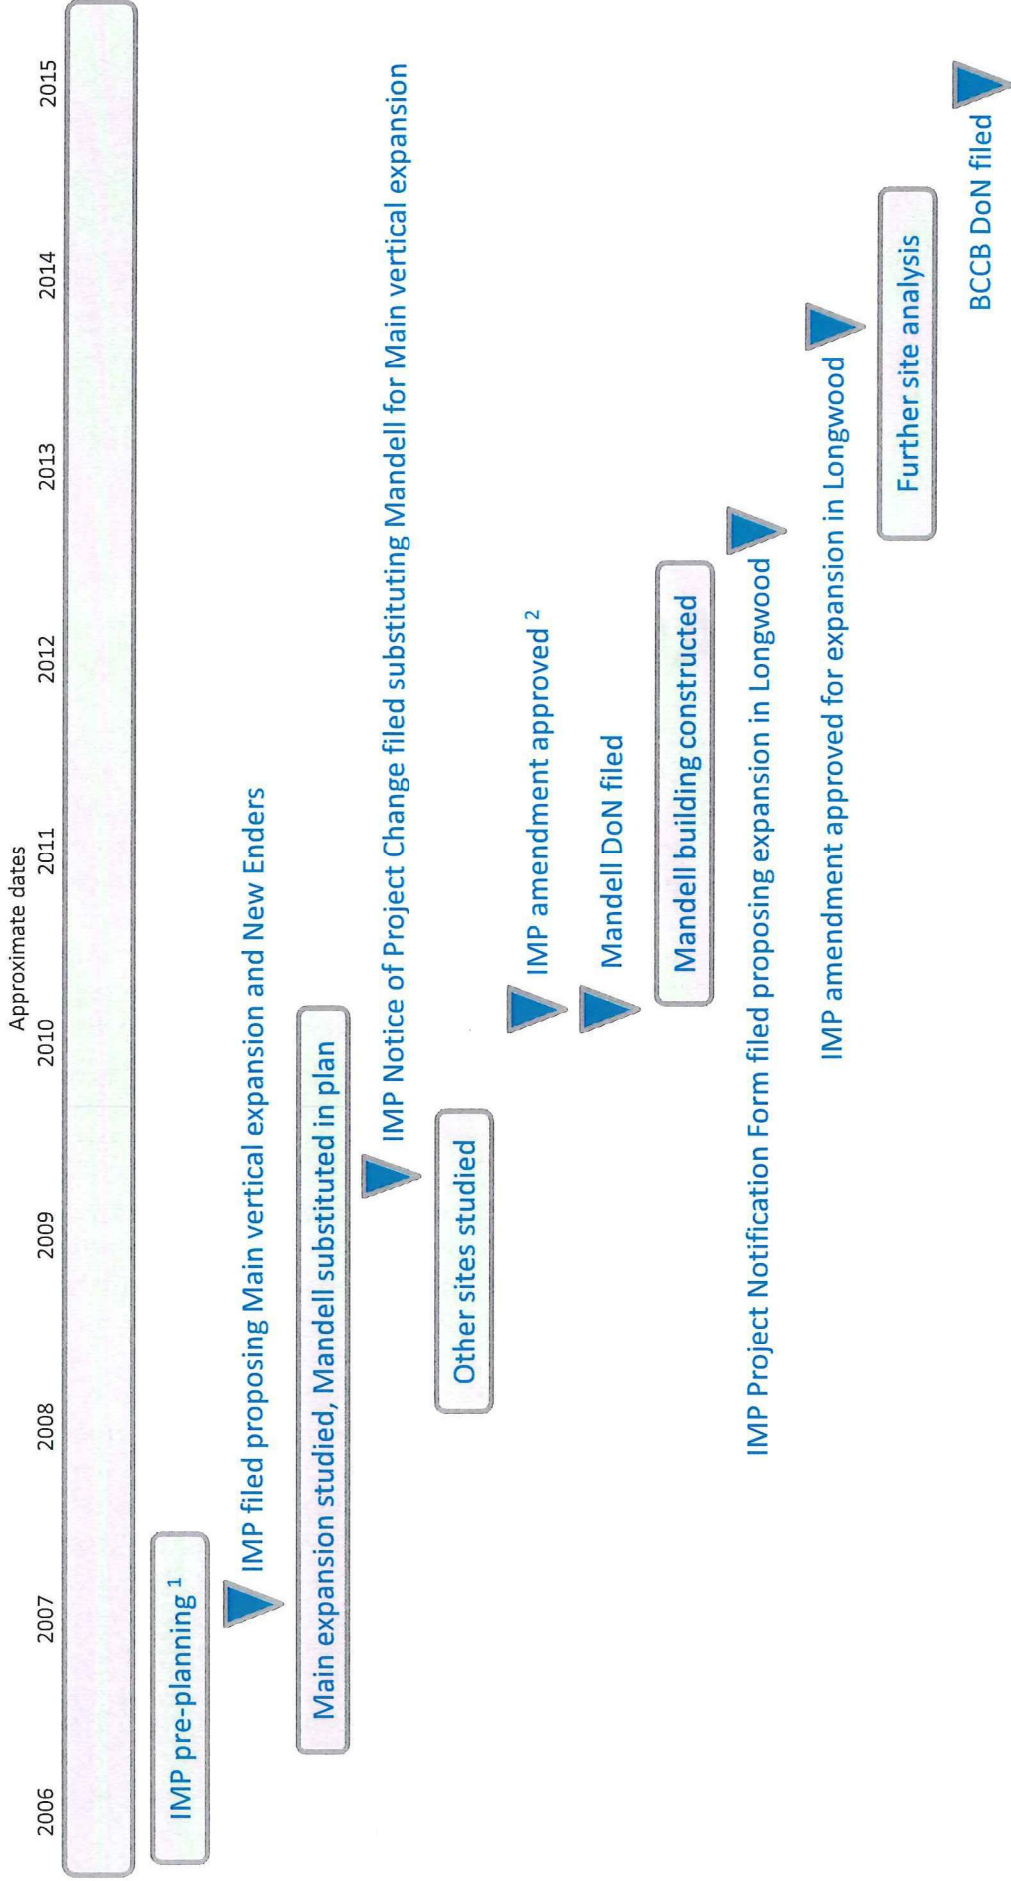 Approximate dates
2006 2007 2008 2009 2010 2011 2012 2013 2014 2015
IMP pre-planning 1
IMP filed proposing Main vertical expansion and New Enders
Main expansion studied, Mandell substituted in plan
IMP Notice of Project Change filed substituting Mandell for Main vertical expansion
Other sites studied
IMP amendment approved 2
Mandell DoN filed
Mandell building constructed
IMP Project Notification Form filed proposing expansion in Longwood
IMP amendment approved for expansion in Longwood
Further site analysis
BCCB DoN filed